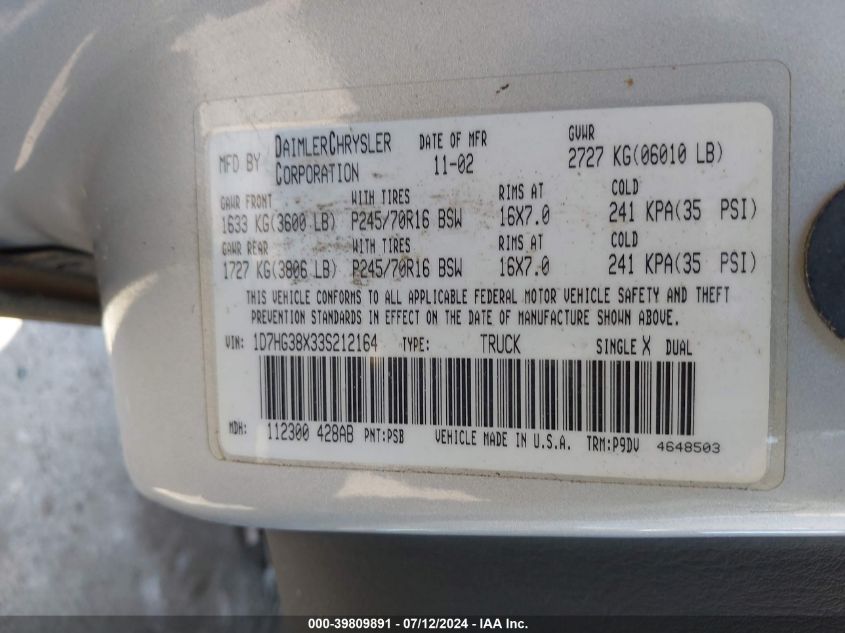 MFD BY DAIMLERCHRYSLER CORPORATION DATE OF MFR 11-02 GVWR 2727 KG(06010 LB)
GAWR FRONT WITH TIRES RIMS AT COLD
1633 KG(3600 LB) P245/70R16 BSW 16X7.0 241 KPA(35 PSI)
GAWR REAR WITH TIRES RIMS AT COLD
1727 KG(3806 LB) P245/70R16 BSW 16X7.0 241 KPA(35 PSI)
THIS VEHICLE CONFORMS TO ALL APPLICABLE FEDERAL MOTOR VEHICLE SAFETY AND THEFT
PREVENTION STANDARDS IN EFFECT ON THE DATE OF MANUFACTURE SHOWN ABOVE.
VIN: 1D7HG38X33S212164 TYPE: TRUCK SINGLE X DUAL
MDH: 112300 428AB PNT:PSB VEHICLE MADE IN U.S.A. TRM:P9DV 4648503
000-39809891 - 07/12/2024 - IAA Inc.